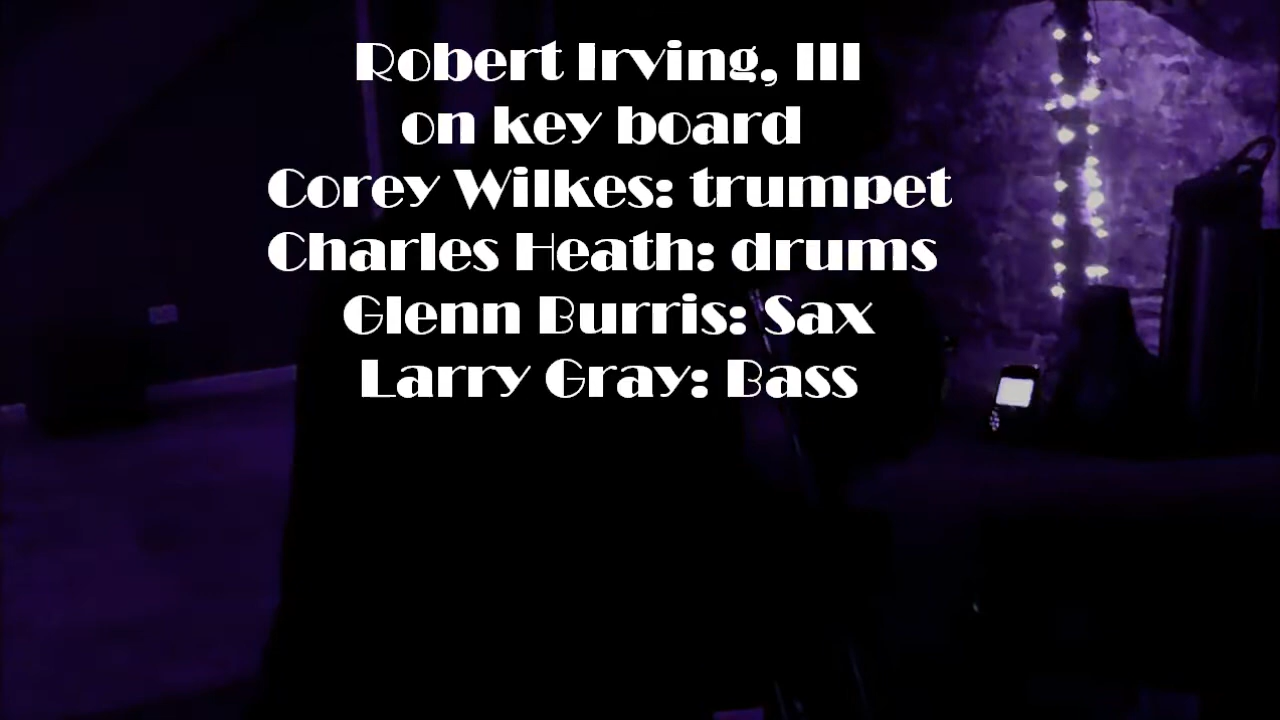 Robert Irving, III
on key board
Corey Wilkes: trumpet
Charles Heath: drums
Glenn Burris: Sax
Larry Gray: Bass